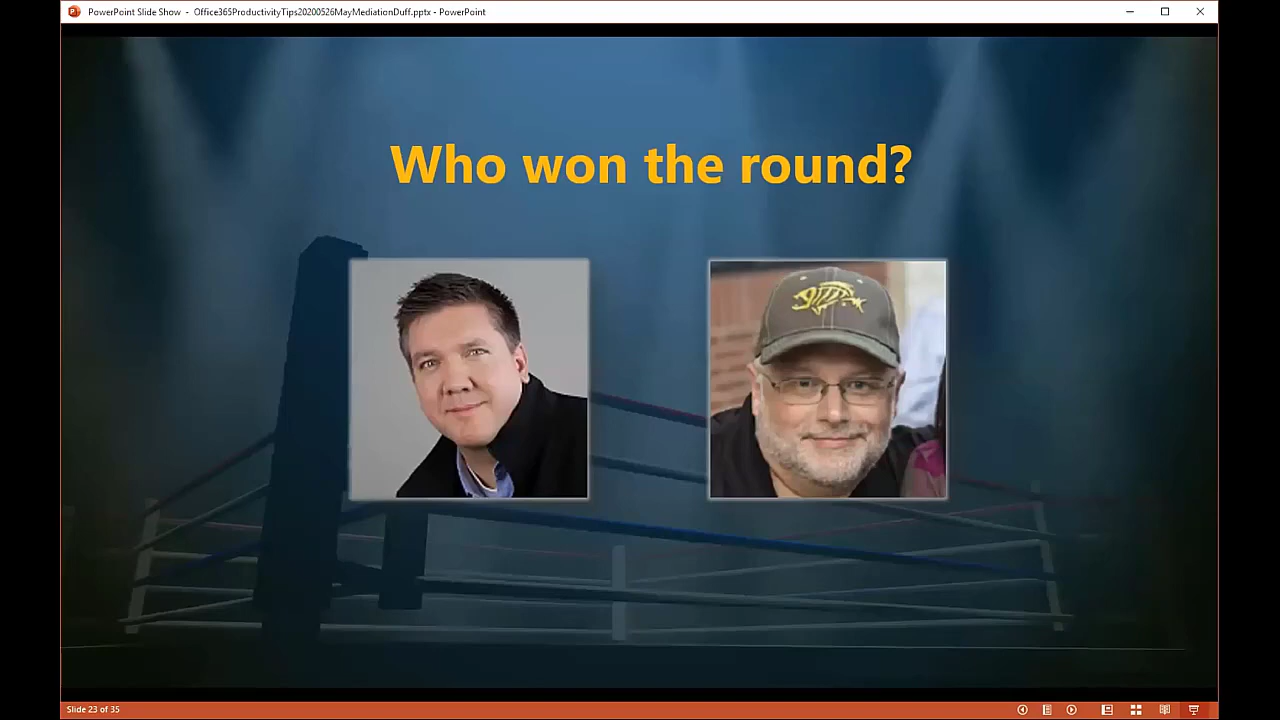 PowerPoint Slide Show - Office365ProductivityTips20200526MayMediationDuff.pptx - PowerPoint
Who won the round?
Slide 23 of 35